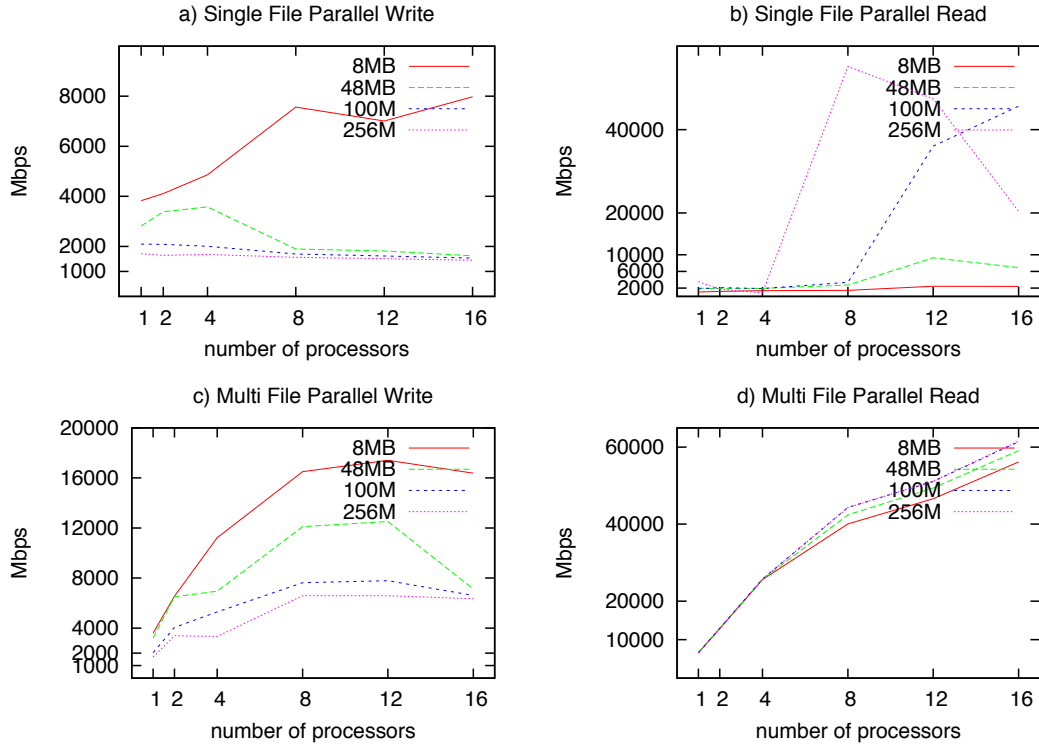 a) Single File Parallel Write
8MB
48MB
100M
256M
Mbps
8000
6000
4000
2000
1000
1 2 4 8 12 16
number of processors
b) Single File Parallel Read
8MB
48MB
100M
256M
Mbps
40000
20000
10000
6000
2000
1 2 4 8 12 16
number of processors
c) Multi File Parallel Write
8MB
48MB
100M
256M
Mbps
20000
16000
12000
8000
4000
2000
1000
1 2 4 8 12 16
number of processors
d) Multi File Parallel Read
8MB
48MB
100M
256M
Mbps
60000
40000
20000
10000
1 2 4 8 12 16
number of processors